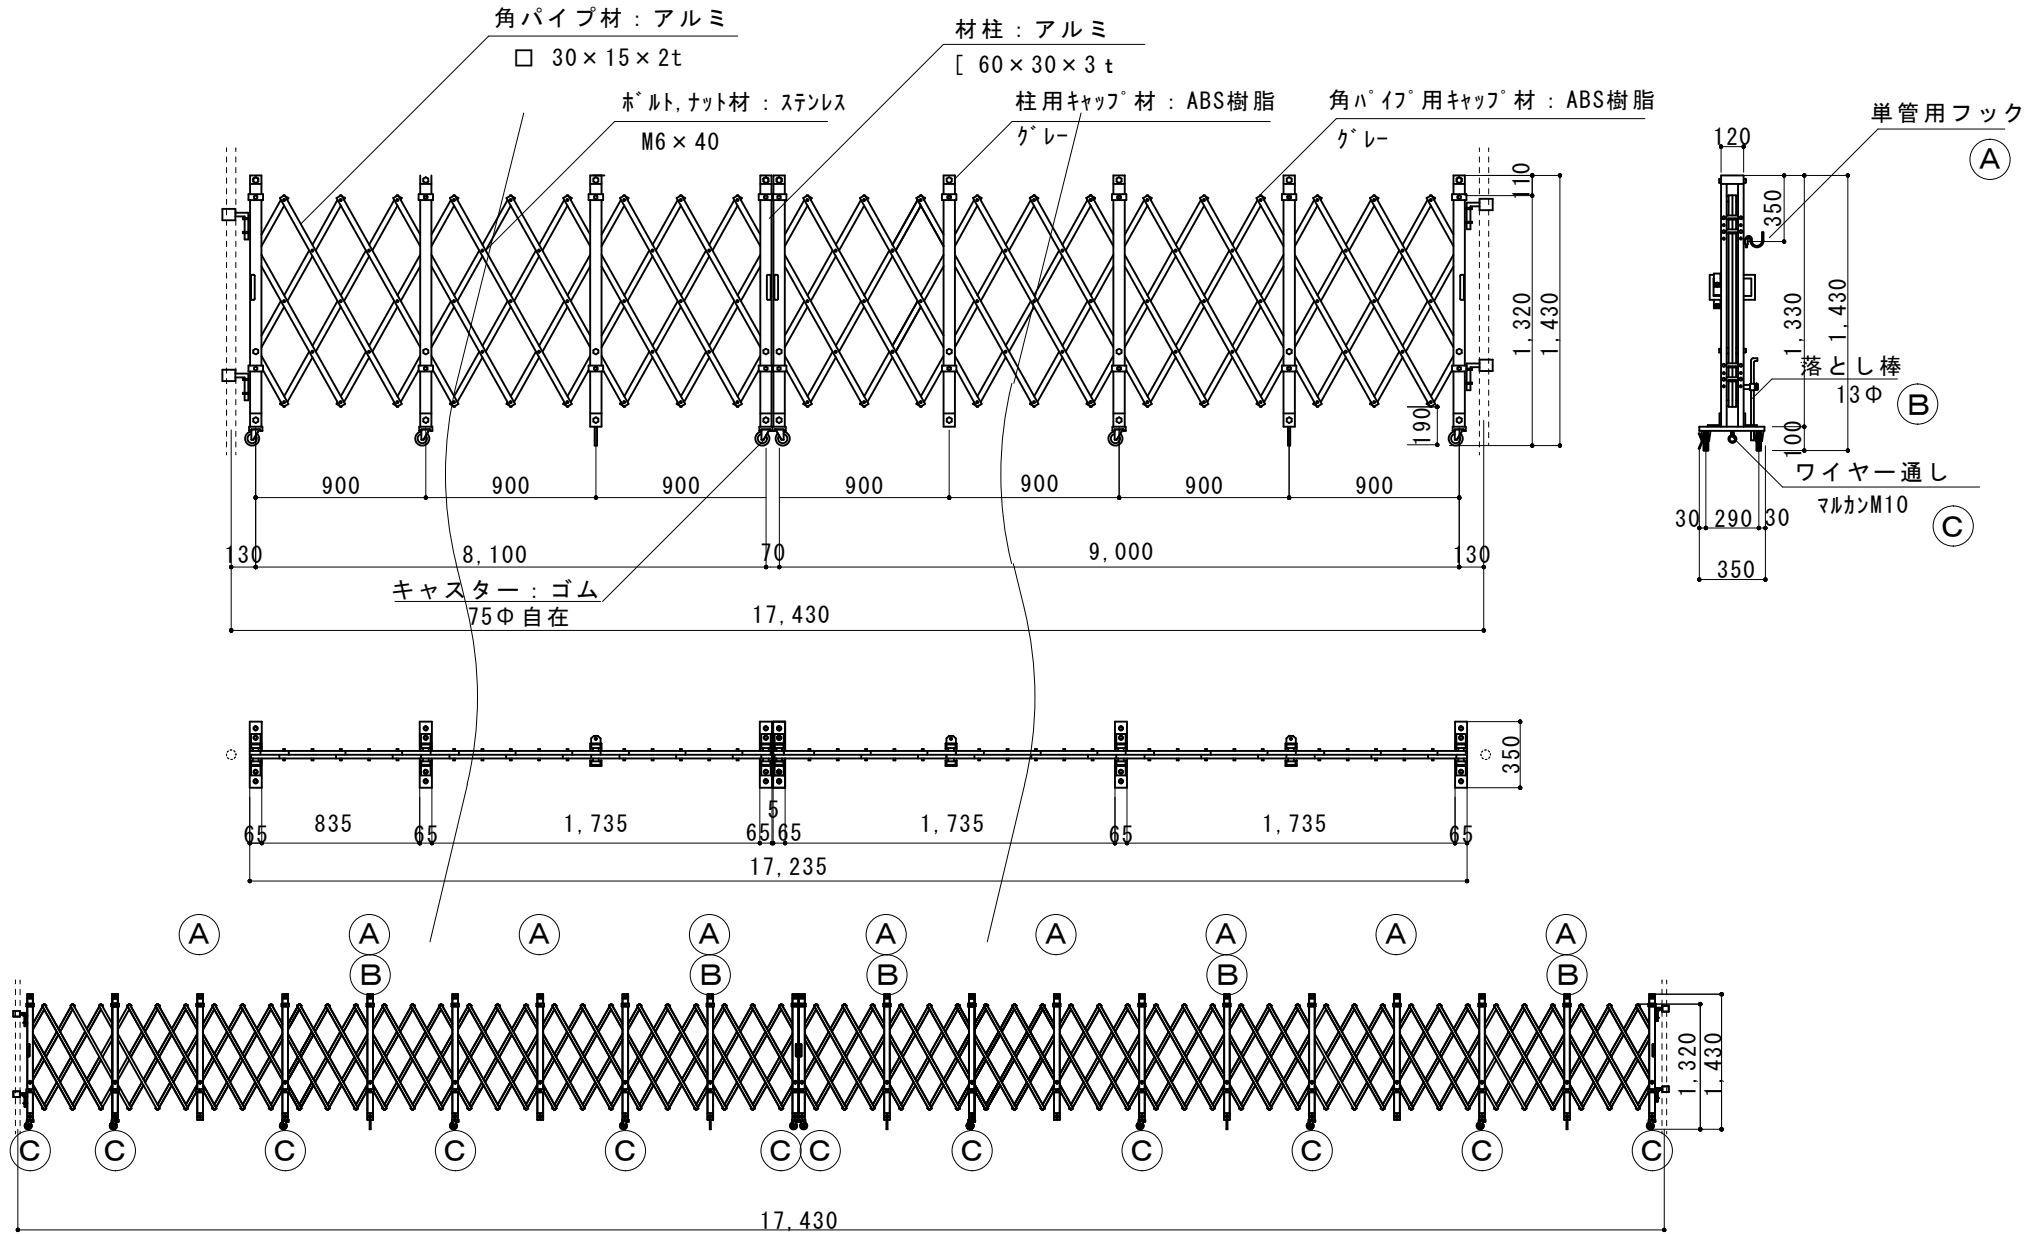 角パイプ材：アルミ
□ 30×15×2t
材柱：アルミ
[ 60×30×3 t
ﾎﾞﾙﾄ,ﾅｯﾄ材：ｽﾃﾝﾚｽ
M6×40
柱用ｷｬｯﾌﾟ材：ABS樹脂
ｸﾞﾚｰ
角ﾊﾟｲﾌﾟ用ｷｬｯﾌﾟ材：ABS樹脂
ｸﾞﾚｰ
単管用フック
A
120
110
350
1,320
1,430
1,330
1,430
190
100
落とし棒
13Φ
B
ワイヤー通し
ﾏﾙｶﾝM10
C
900
900
900
900
900
900
900
30
290
30
350
130
8,100
70
9,000
130
キャスター：ゴム
75Φ自在
17,430
350
5
65
835
65
1,735
65
65
1,735
65
1,735
65
17,235
A
A
A
A
A
A
A
A
A
B
B
B
B
B
1,320
1,430
C
C
C
C
C
C
C
C
C
C
C
C
17,430